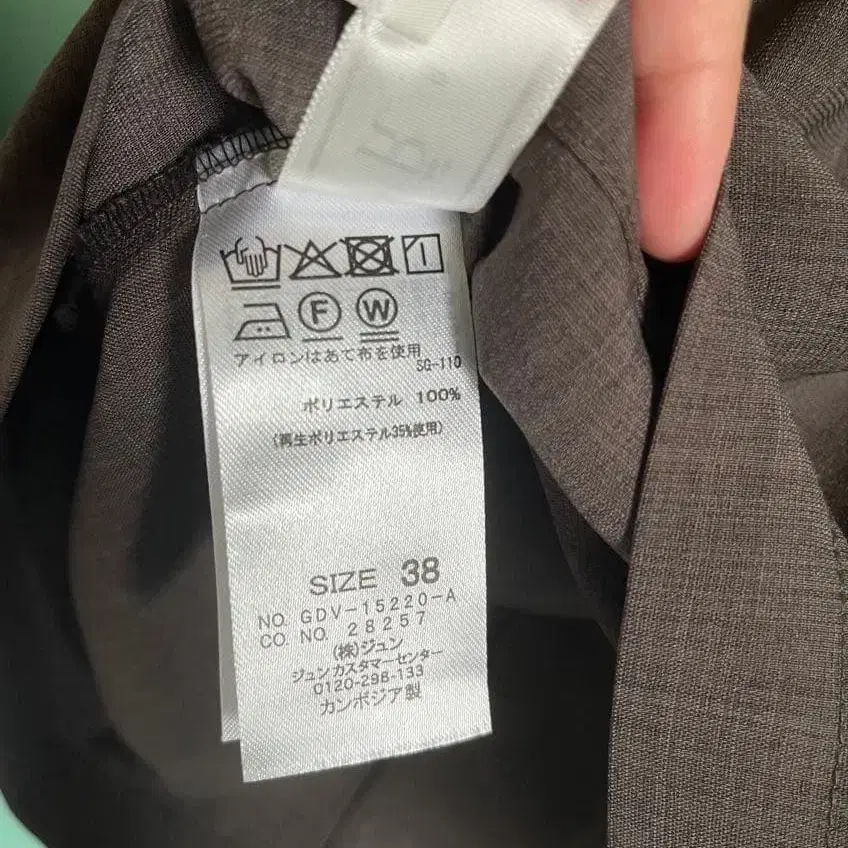 F W
アイロンはあて布を使用
SG-110
ポリエステル 100%
(再生ポリエステル35%使用)
SIZE 38
NO. GDV-15220-A
CO. NO. 28257
(株)ジュン
ジュンカスタマーセンター
0120-298-133
カンボジア製